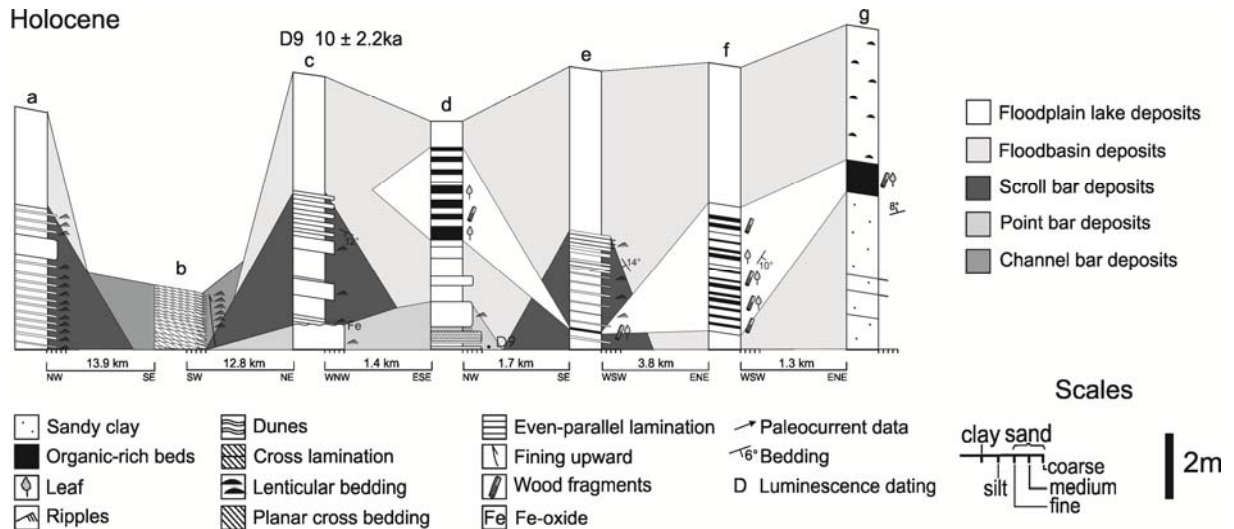 Holocene
D9 10 ± 2.2ka
a
b
c
d
e
f
g
12°
Fe
D9
14°
10°
8°
13.9 km
NW SE
12.8 km
SW NE
1.4 km
WNW ESE
1.7 km
NW SE
3.8 km
WSW ENE
1.3 km
WSW ENE
Floodplain lake deposits
Floodbasin deposits
Scroll bar deposits
Point bar deposits
Channel bar deposits
Sandy clay
Organic-rich beds
Leaf
Ripples
Dunes
Cross lamination
Lenticular bedding
Planar cross bedding
Even-parallel lamination
Fining upward
Wood fragments
Fe Fe-oxide
Paleocurrent data
6° Bedding
D Luminescence dating
Scales
clay sand
coarse
silt medium
fine
2m